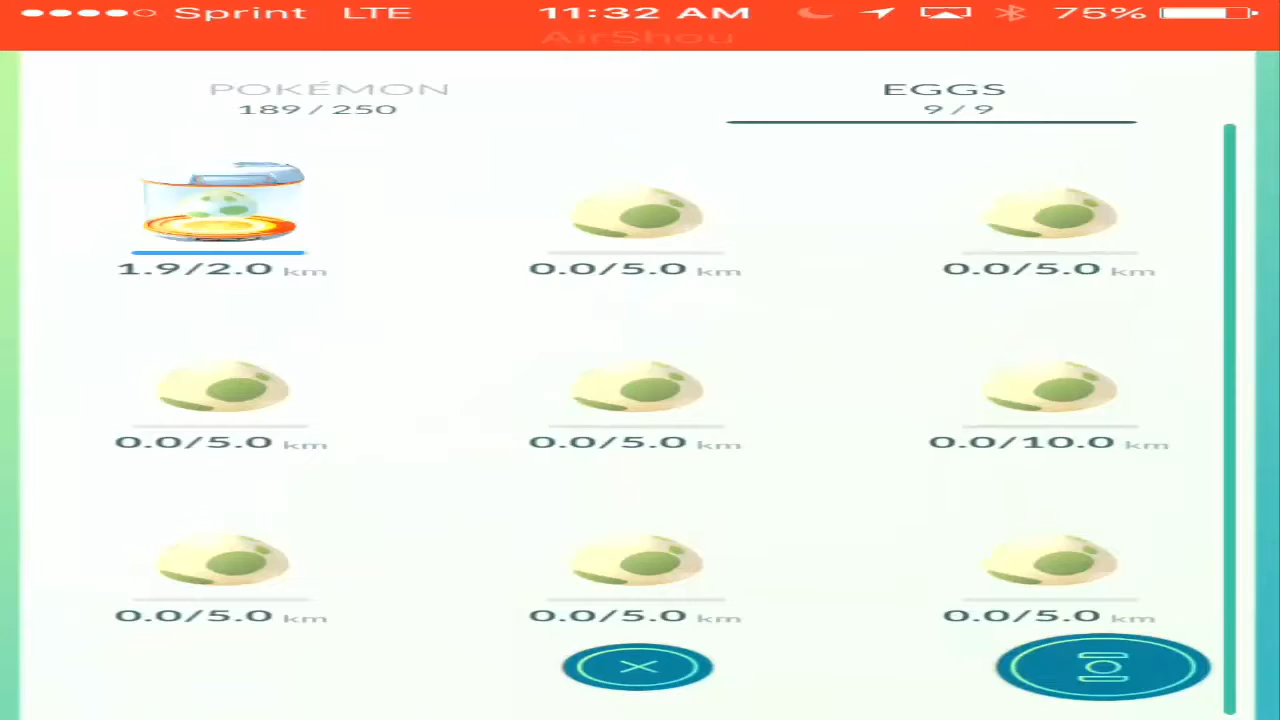 Sprint LTE 11:32 AM 75%
AirShou
POKÉMON EGGS
189 / 250 9 / 9
1.9/2.0 km 0.0/5.0 km 0.0/5.0 km
0.0/5.0 km 0.0/5.0 km 0.0/10.0 km
0.0/5.0 km 0.0/5.0 km 0.0/5.0 km